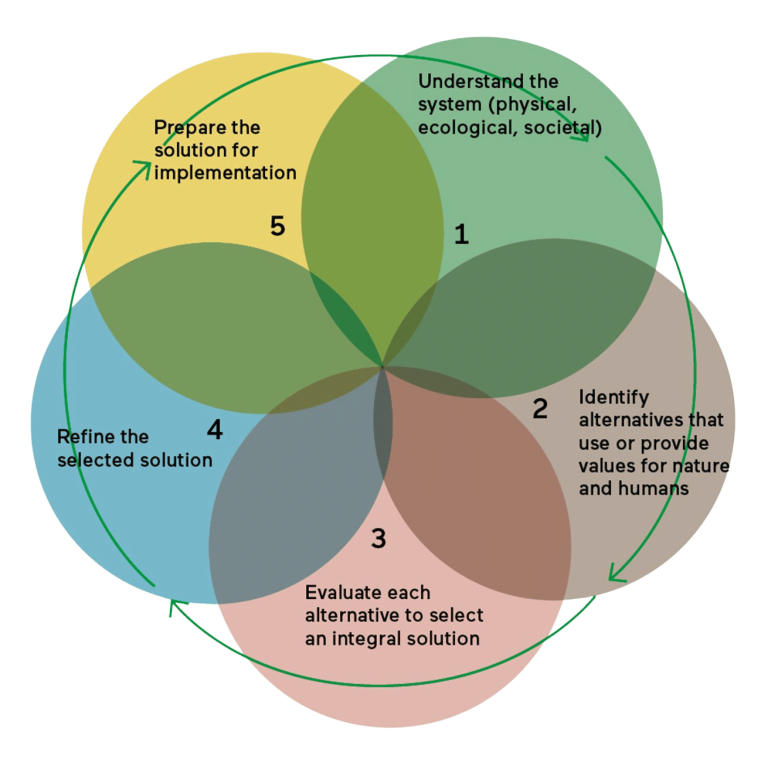 Understand the
system (physical,
ecological, societal)
1
Identify
alternatives that
use or provide
values for nature
and humans
2
3
Evaluate each
alternative to select
an integral solution
4
Refine the
selected solution
Prepare the
solution for
implementation
5